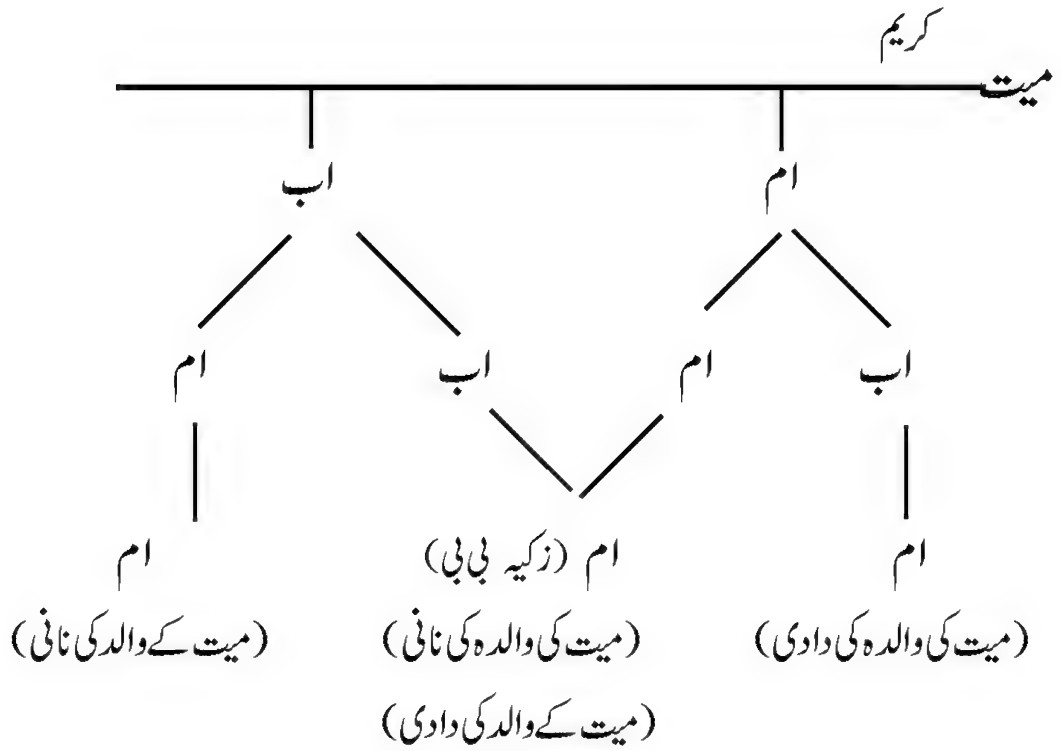 کریم
میت
ام اب
اب ام اب ام
ام ام (زکیہ بی بی) ام
(میت کی والدہ کی دادی) (میت کی والدہ کی نانی) (میت کے والد کی نانی)
(میت کے والد کی دادی)